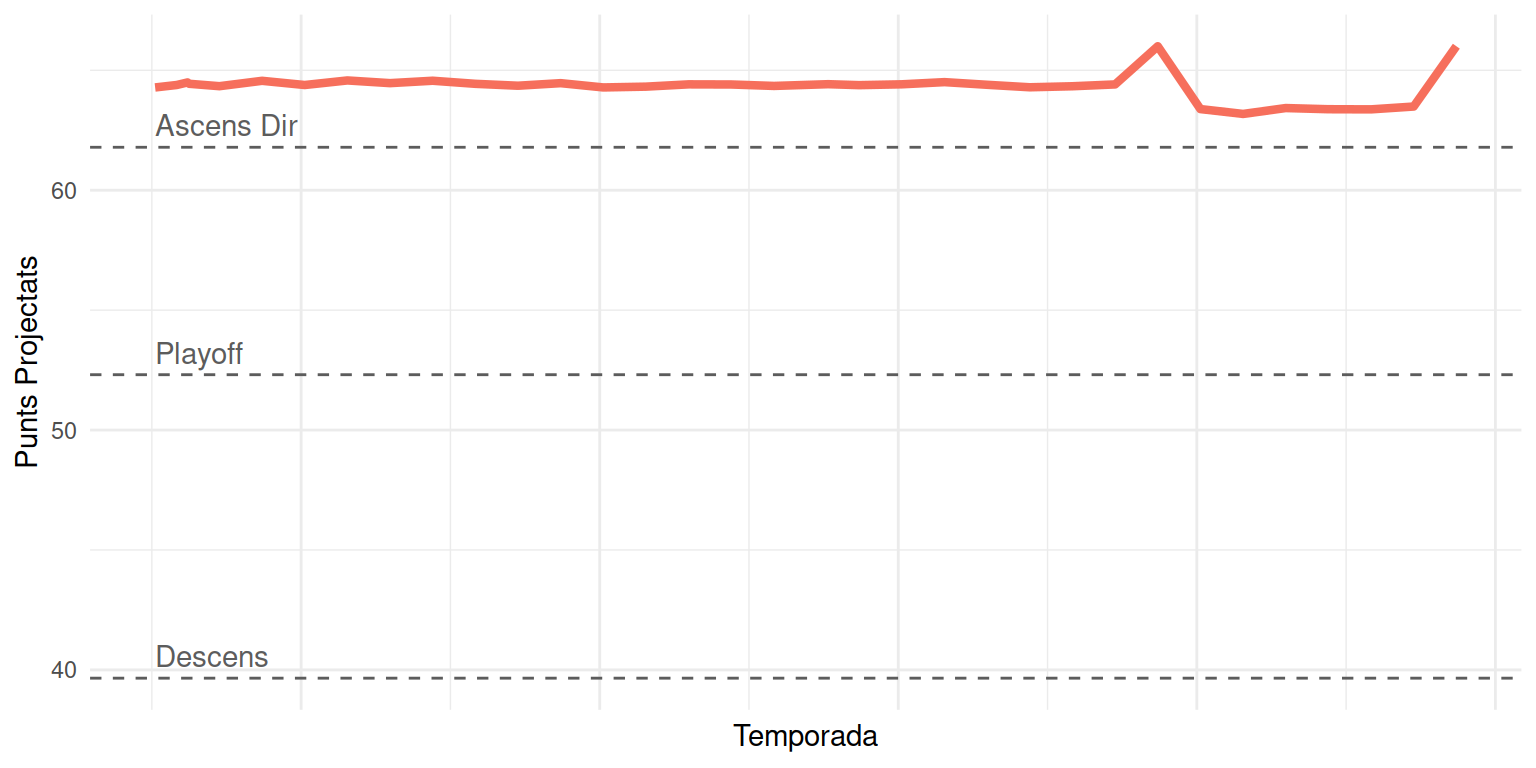 Ascens Dir
60
Playoff
50
Descens
40
Punts Projectats
Temporada